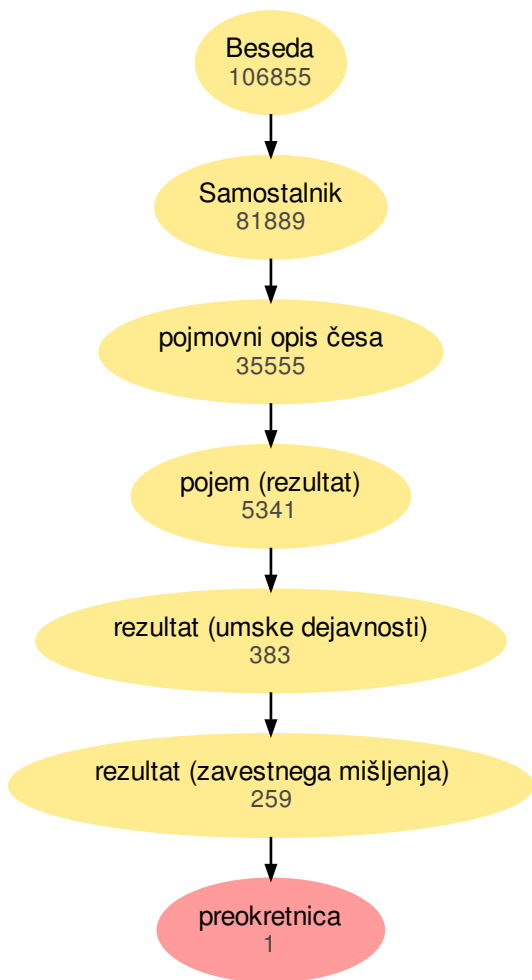 Beseda
106855
Samostalnik
81889
pojmovni opis česa
35555
pojem (rezultat)
5341
rezultat (umske dejavnosti)
383
rezultat (zavestnega mišljenja)
259
preokretnica
1